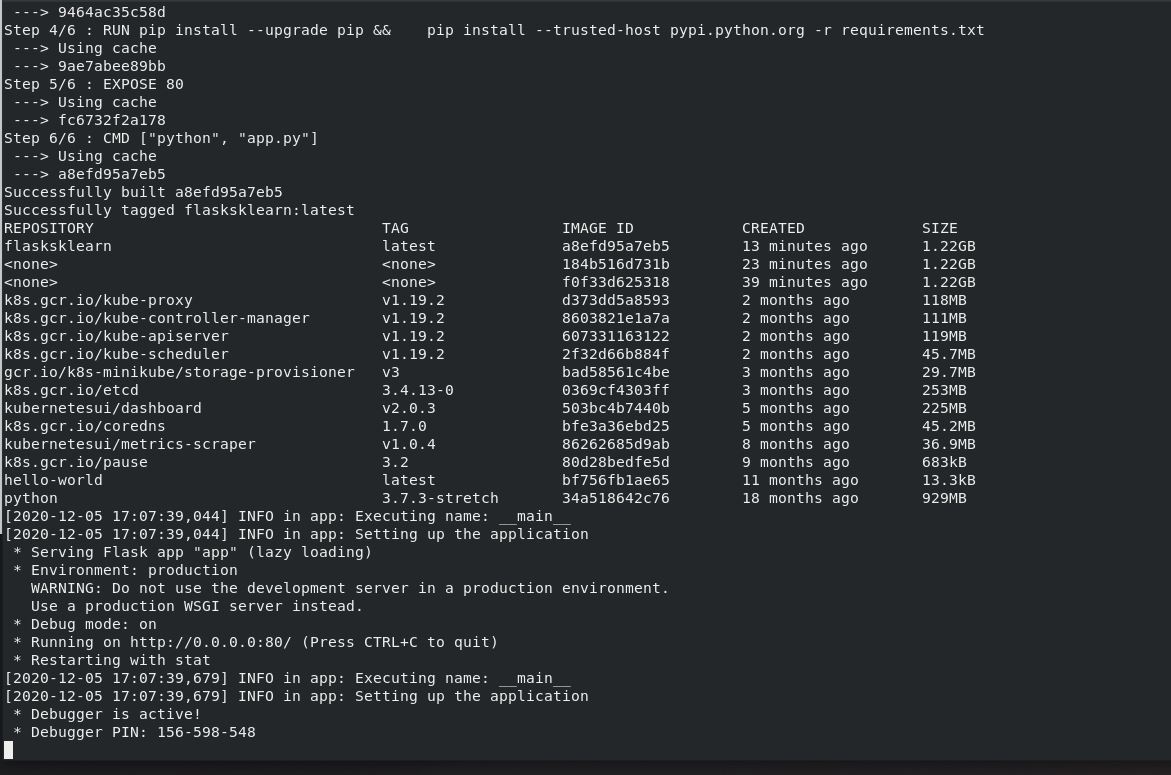 ---> 9464ac35c58d
Step 4/6 : RUN pip install --upgrade pip &&    pip install --trusted-host pypi.python.org -r requirements.txt
 ---> Using cache
 ---> 9ae7abee89bb
Step 5/6 : EXPOSE 80
 ---> Using cache
 ---> fc6732f2a178
Step 6/6 : CMD ["python", "app.py"]
 ---> Using cache
 ---> a8efd95a7eb5
Successfully built a8efd95a7eb5
Successfully tagged flasksklearn:latest
REPOSITORY                                TAG                 IMAGE ID            CREATED             SIZE
flasksklearn                              latest              a8efd95a7eb5        13 minutes ago      1.22GB
<none>                                    <none>              184b516d731b        23 minutes ago      1.22GB
<none>                                    <none>              f0f33d625318        39 minutes ago      1.22GB
k8s.gcr.io/kube-proxy                     v1.19.2             d373dd5a8593        2 months ago        118MB
k8s.gcr.io/kube-controller-manager        v1.19.2             8603821e1a7a        2 months ago        111MB
k8s.gcr.io/kube-apiserver                 v1.19.2             607331163122        2 months ago        119MB
k8s.gcr.io/kube-scheduler                 v1.19.2             2f32d66b884f        2 months ago        45.7MB
gcr.io/k8s-minikube/storage-provisioner   v3                  bad58561c4be        3 months ago        29.7MB
k8s.gcr.io/etcd                           3.4.13-0            0369cf4303ff        3 months ago        253MB
kubernetesui/dashboard                    v2.0.3              503bc4b7440b        5 months ago        225MB
k8s.gcr.io/coredns                        1.7.0               bfe3a36ebd25        5 months ago        45.2MB
kubernetesui/metrics-scraper              v1.0.4              86262685d9ab        8 months ago        36.9MB
k8s.gcr.io/pause                          3.2                 80d28bedfe5d        9 months ago        683kB
hello-world                               latest              bf756fb1ae65        11 months ago       13.3kB
python                                    3.7.3-stretch       34a518642c76        18 months ago       929MB
[2020-12-05 17:07:39,044] INFO in app: Executing name: __main__
[2020-12-05 17:07:39,044] INFO in app: Setting up the application
 * Serving Flask app "app" (lazy loading)
 * Environment: production
   WARNING: Do not use the development server in a production environment.
   Use a production WSGI server instead.
 * Debug mode: on
 * Running on http://0.0.0.0:80/ (Press CTRL+C to quit)
 * Restarting with stat
[2020-12-05 17:07:39,679] INFO in app: Executing name: __main__
[2020-12-05 17:07:39,679] INFO in app: Setting up the application
 * Debugger is active!
 * Debugger PIN: 156-598-548